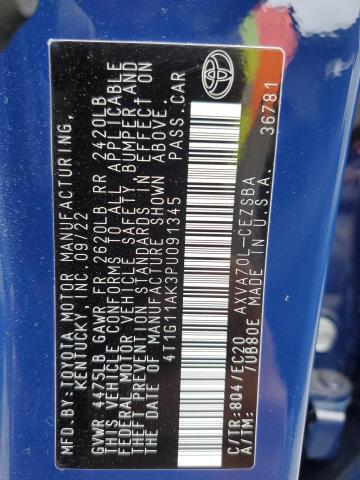 MFD.BY:TOYOTA MOTOR MANUFACTURING,
KENTUCKY, INC. 09/22
GVWR 4475LB GAWR FR 2620LB RR 2420LB
THIS VEHICLE CONFORMS TO ALL APPLICABLE
FEDERAL MOTOR VEHICLE SAFETY, BUMPER, AND
THEFT PREVENTION STANDARDS IN EFFECT ON
THE DATE OF MANUFACTURE SHOWN ABOVE.
4T1G11AK3PU091345 PASS.CAR
C/TR:8Q4/EC20 AXVA70L-CEZSBA
A/TM: /UB80E MADE IN U.S.A. 36781